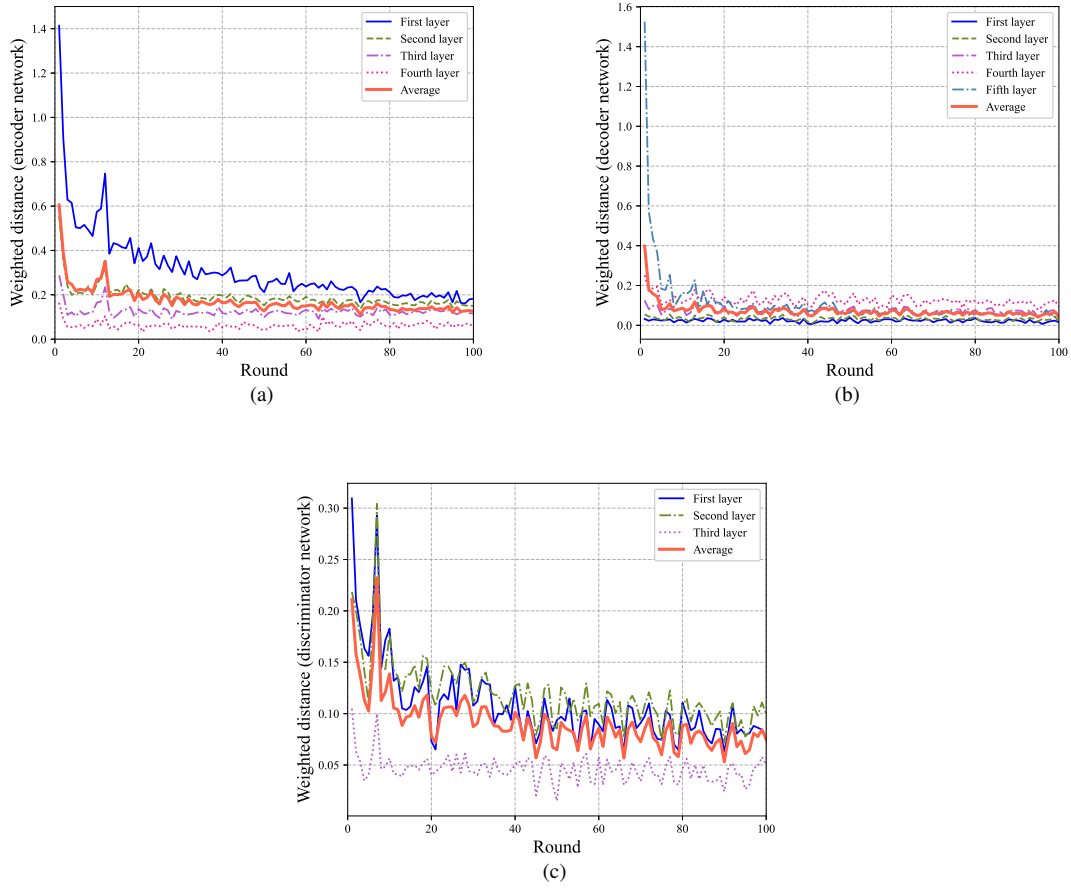 Weighted distance (encoder network)
1.4
1.2
1.0
0.8
0.6
0.4
0.2
0.0
First layer
Second layer
Third layer
Fourth layer
Average
0 20 40 60 80 100
Round
(a)
Weighted distance (decoder network)
1.6
1.4
1.2
1.0
0.8
0.6
0.4
0.2
0.0
First layer
Second layer
Third layer
Fourth layer
Fifth layer
Average
0 20 40 60 80 100
Round
(b)
Weighted distance (discriminator network)
0.30
0.25
0.20
0.15
0.10
0.05
First layer
Second layer
Third layer
Average
0 20 40 60 80 100
Round
(c)